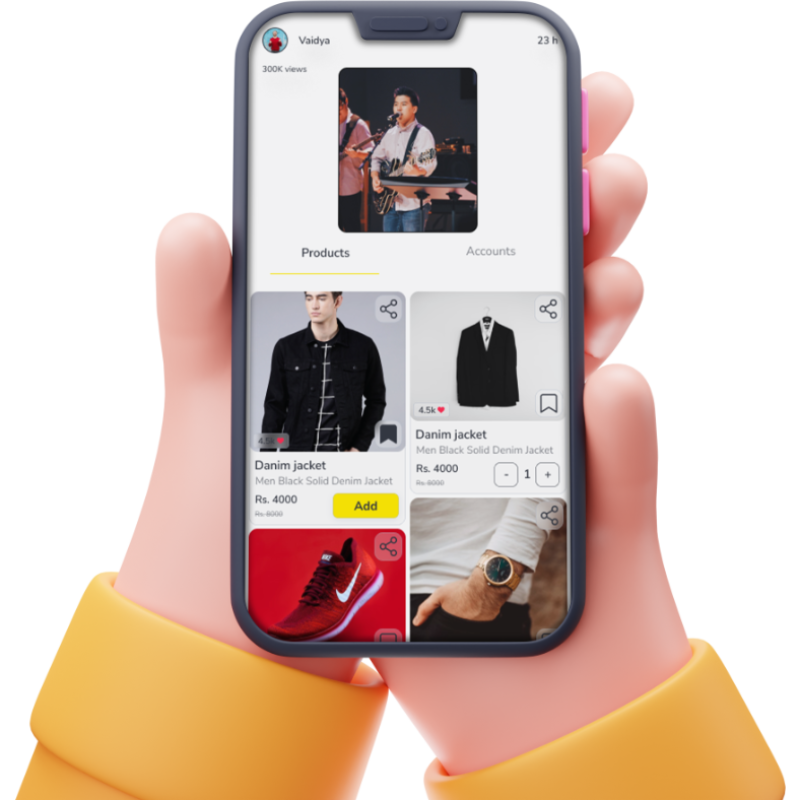 Vaidya
23 h
300K views
Products
Accounts
4.5k
Danim jacket
Men Black Solid Denim Jacket
Rs. 4000
Rs. 6000
Add
4.5k
Danim jacket
Men Black Solid Denim Jacket
Rs. 4000
Rs. 6000
- 1 +